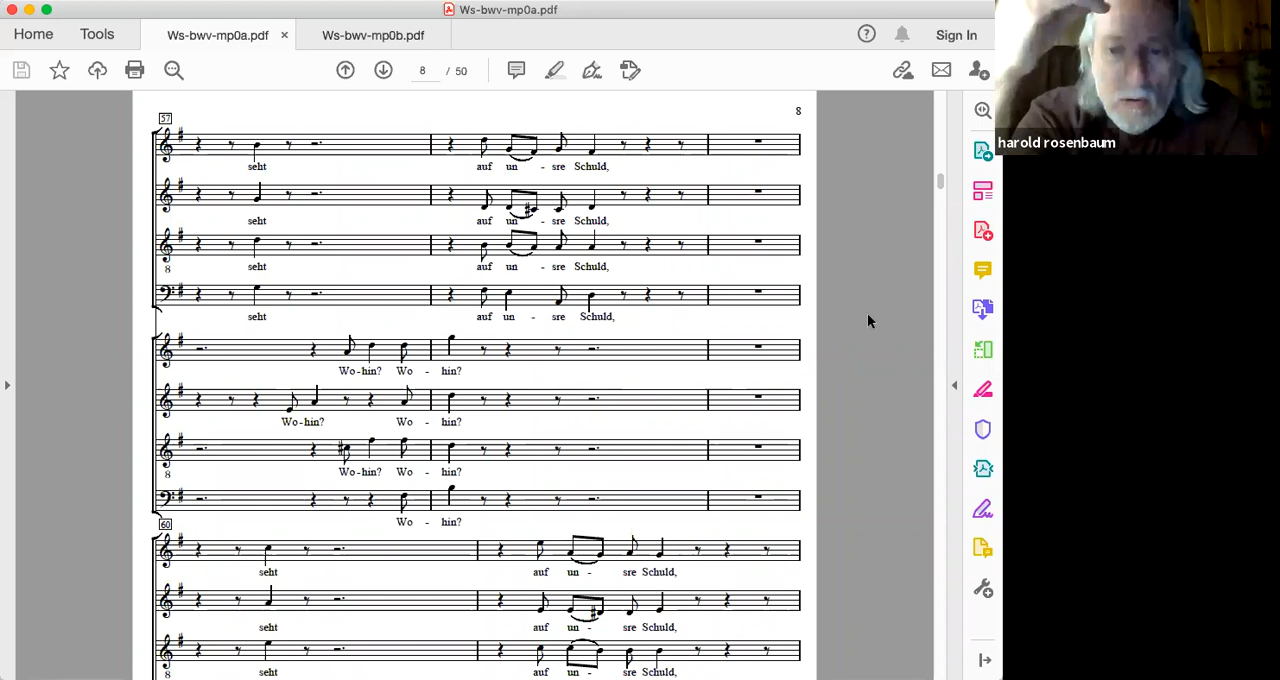 Ws-bwv-mp0a.pdf
Home Tools Ws-bwv-mp0a.pdf × Ws-bwv-mp0b.pdf Sign In
8 / 50
harold rosenbaum
8
57
seht auf un - sre Schuld,
seht auf un - sre Schuld,
8
seht auf un - sre Schuld,
seht auf un - sre Schuld,
Wo-hin? Wo - hin?
Wo-hin? Wo - hin?
8
Wo-hin? Wo - hin?
Wo - hin?
60
seht auf un - sre Schuld,
seht auf un - sre Schuld,
8
seht auf un - sre Schuld,